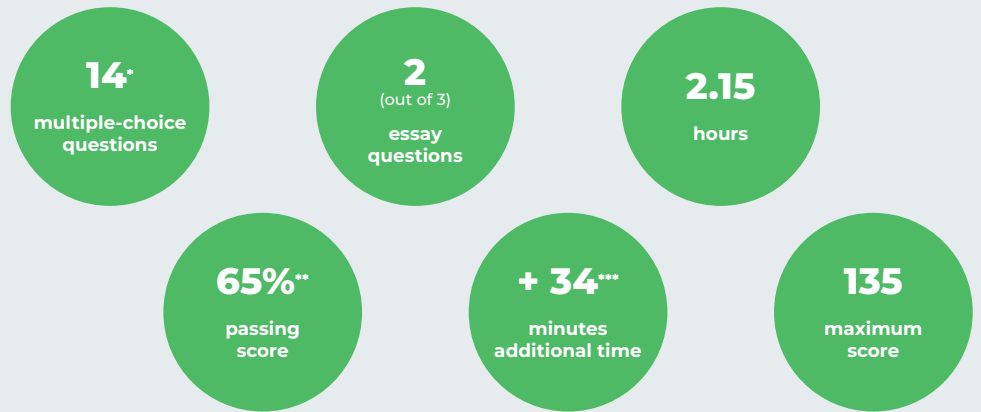 14*
multiple-choice
questions
2
(out of 3)
essay
questions
2.15
hours
65%**
passing
score
+ 34***
minutes
additional time
135
maximum
score